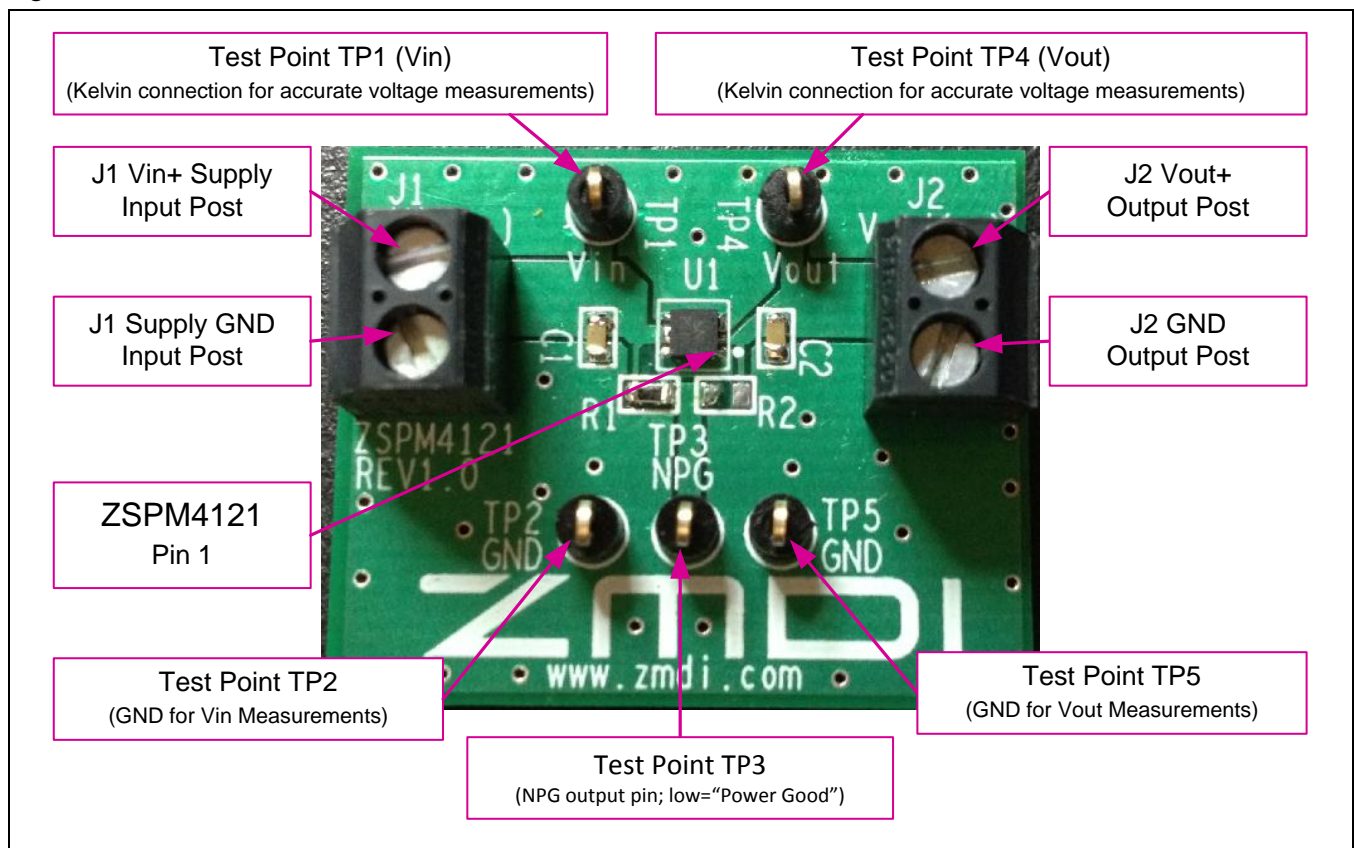 Test Point TP1 (Vin)
(Kelvin connection for accurate voltage measurements)
Test Point TP4 (Vout)
(Kelvin connection for accurate voltage measurements)
J1 Vin+ Supply
Input Post
J2 Vout+
Output Post
J1 Supply GND
Input Post
J2 GND
Output Post
ZSPM4121
Pin 1
J1
)
TP1
TP4
J2
V
Vin
U1
Vout
C1
C2
R1
R2
TP3
NPG
ZSPM4121
REV1.0
TP2
GND
TP5
GND
ZMDI
www.zmdi.com
Test Point TP2
(GND for Vin Measurements)
Test Point TP5
(GND for Vout Measurements)
Test Point TP3
(NPG output pin; low=“Power Good”)